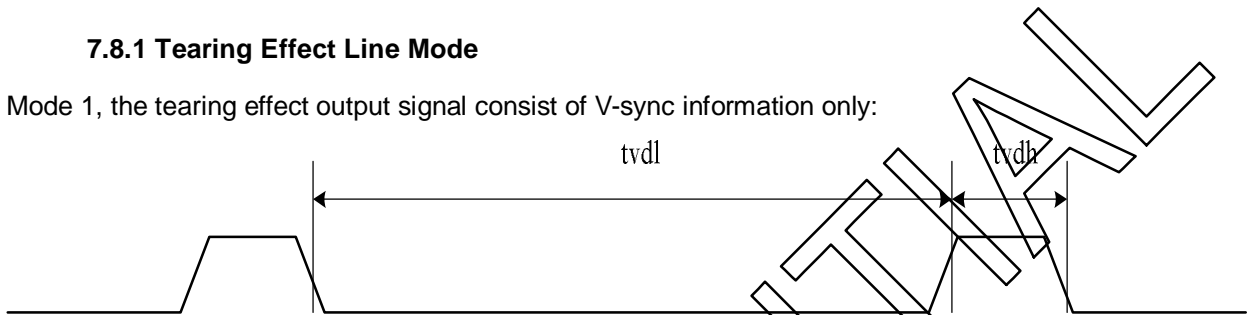 7.8.1 Tearing Effect Line Mode
Mode 1, the tearing effect output signal consist of V-sync information only:
tvdl
tvdh
TIAL